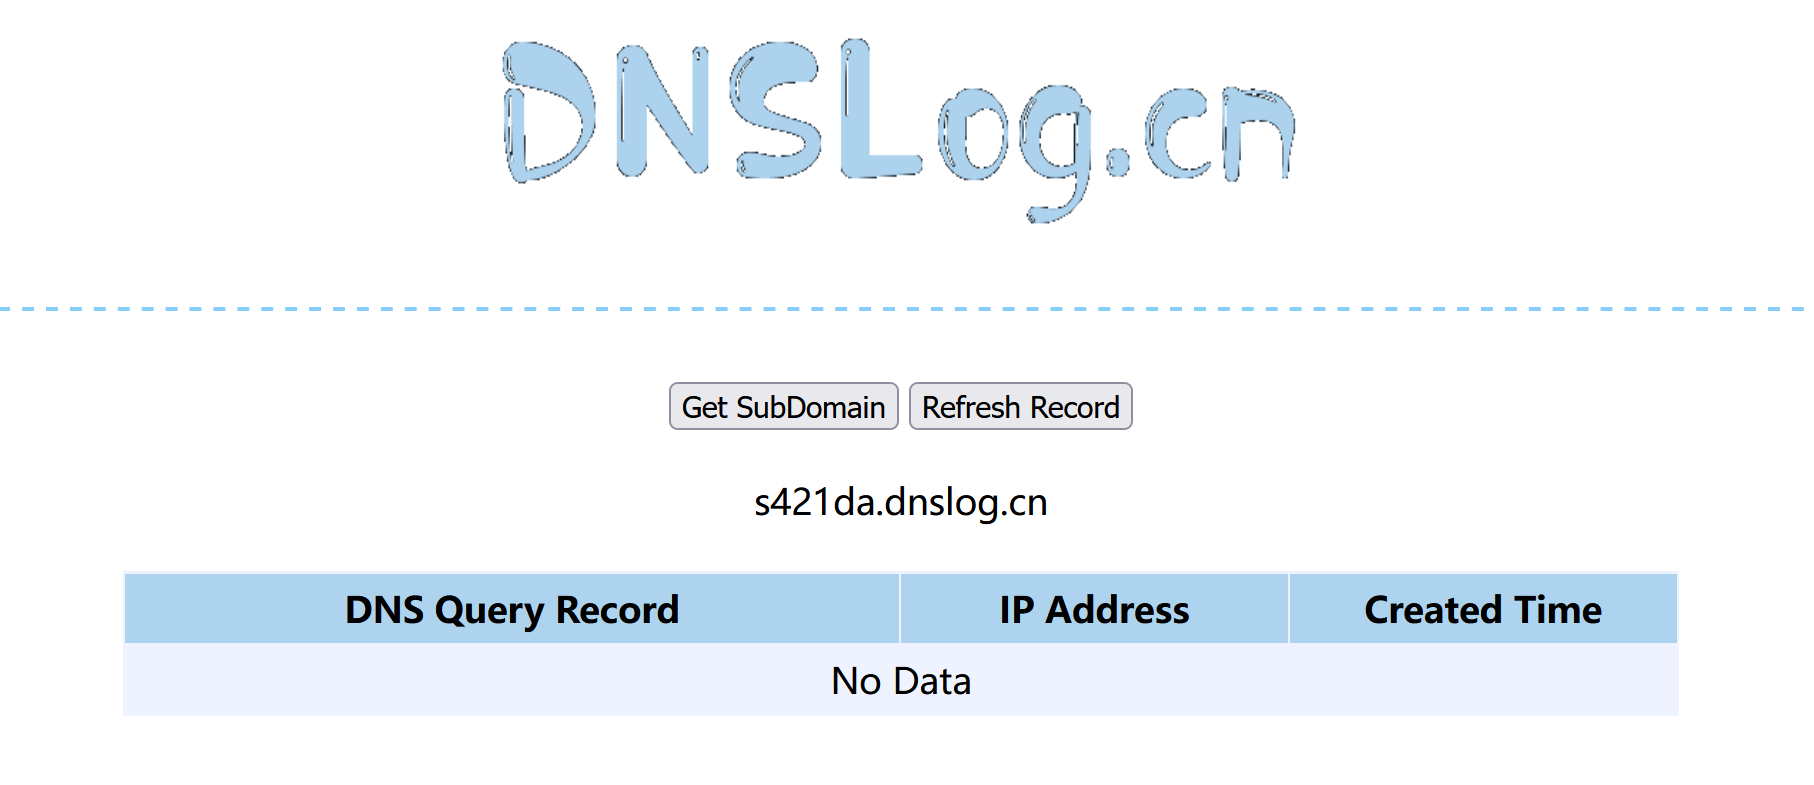 DNSLog.cn
Get SubDomain Refresh Record
s421da.dnslog.cn
DNS Query Record IP Address Created Time
No Data